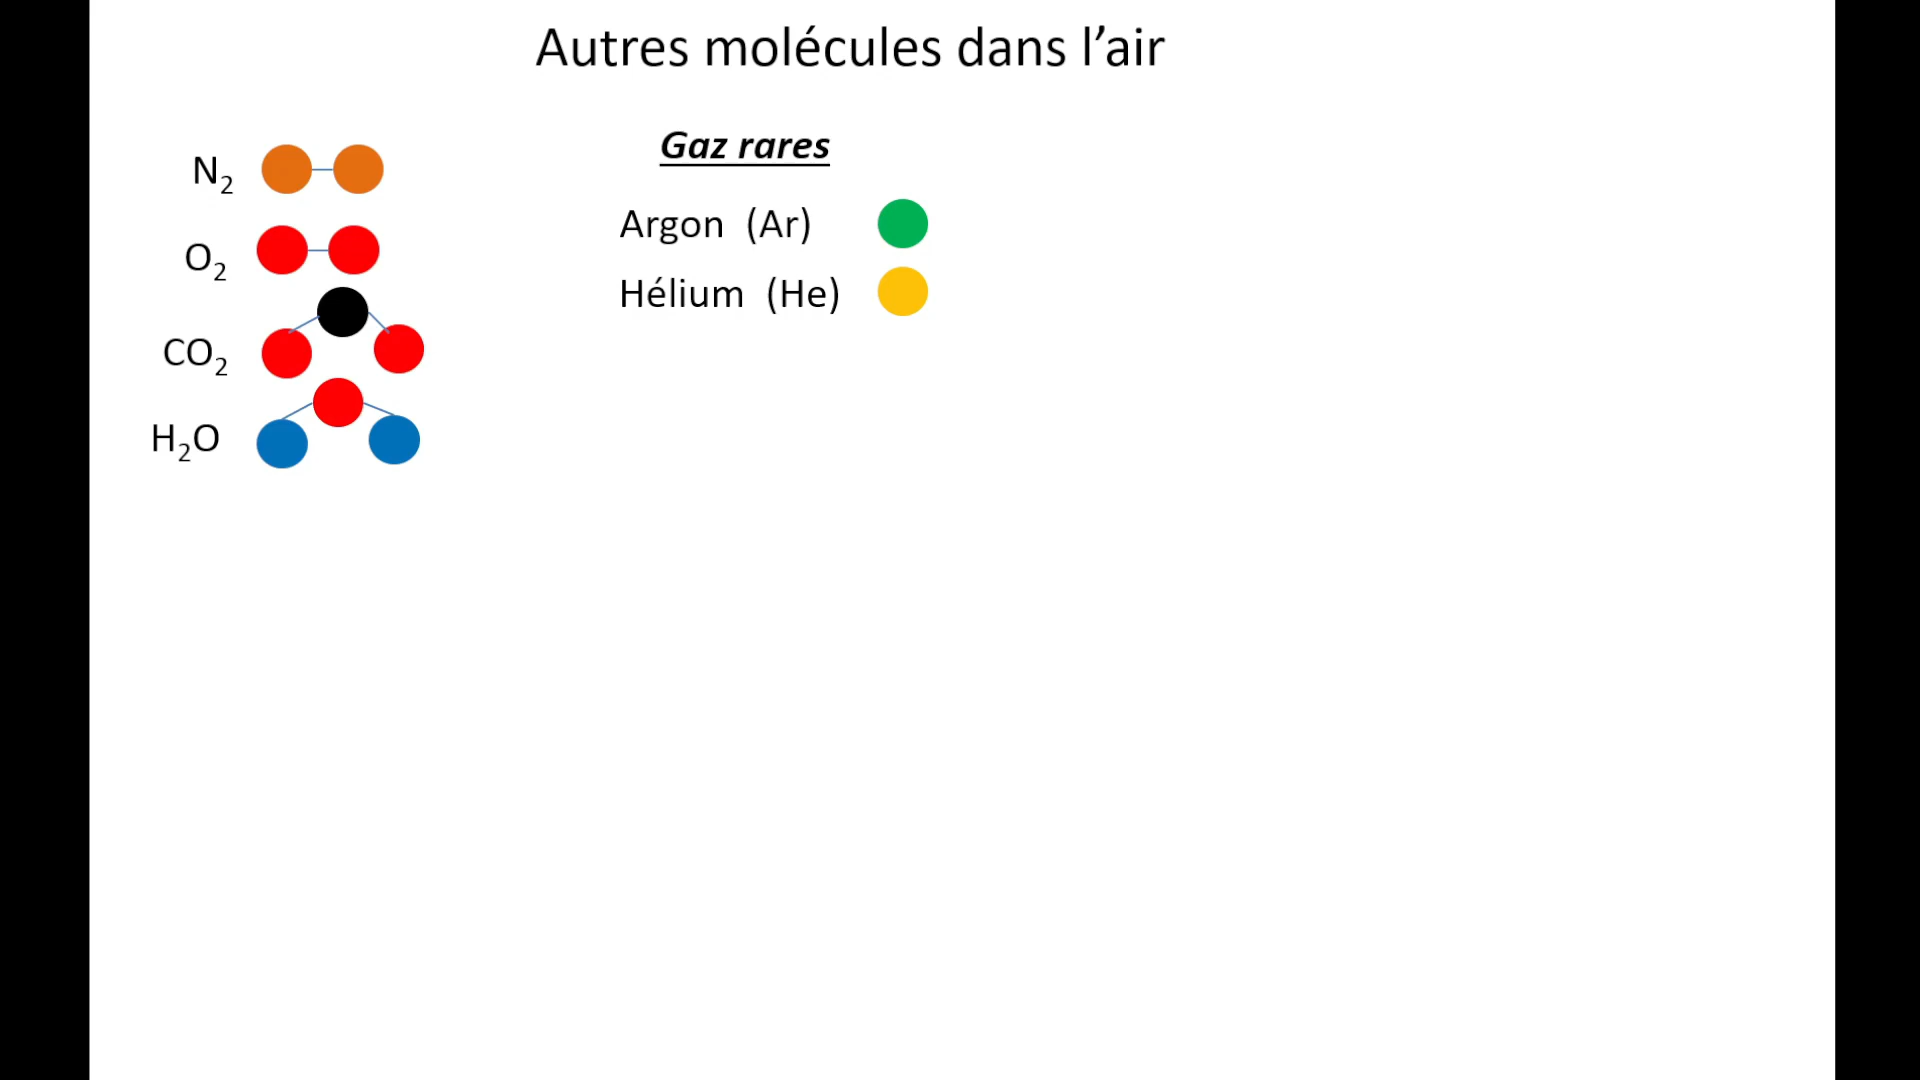 Autres molécules dans l’air
N₂
O₂
CO₂
H₂O
Gaz rares
Argon (Ar)
Hélium (He)